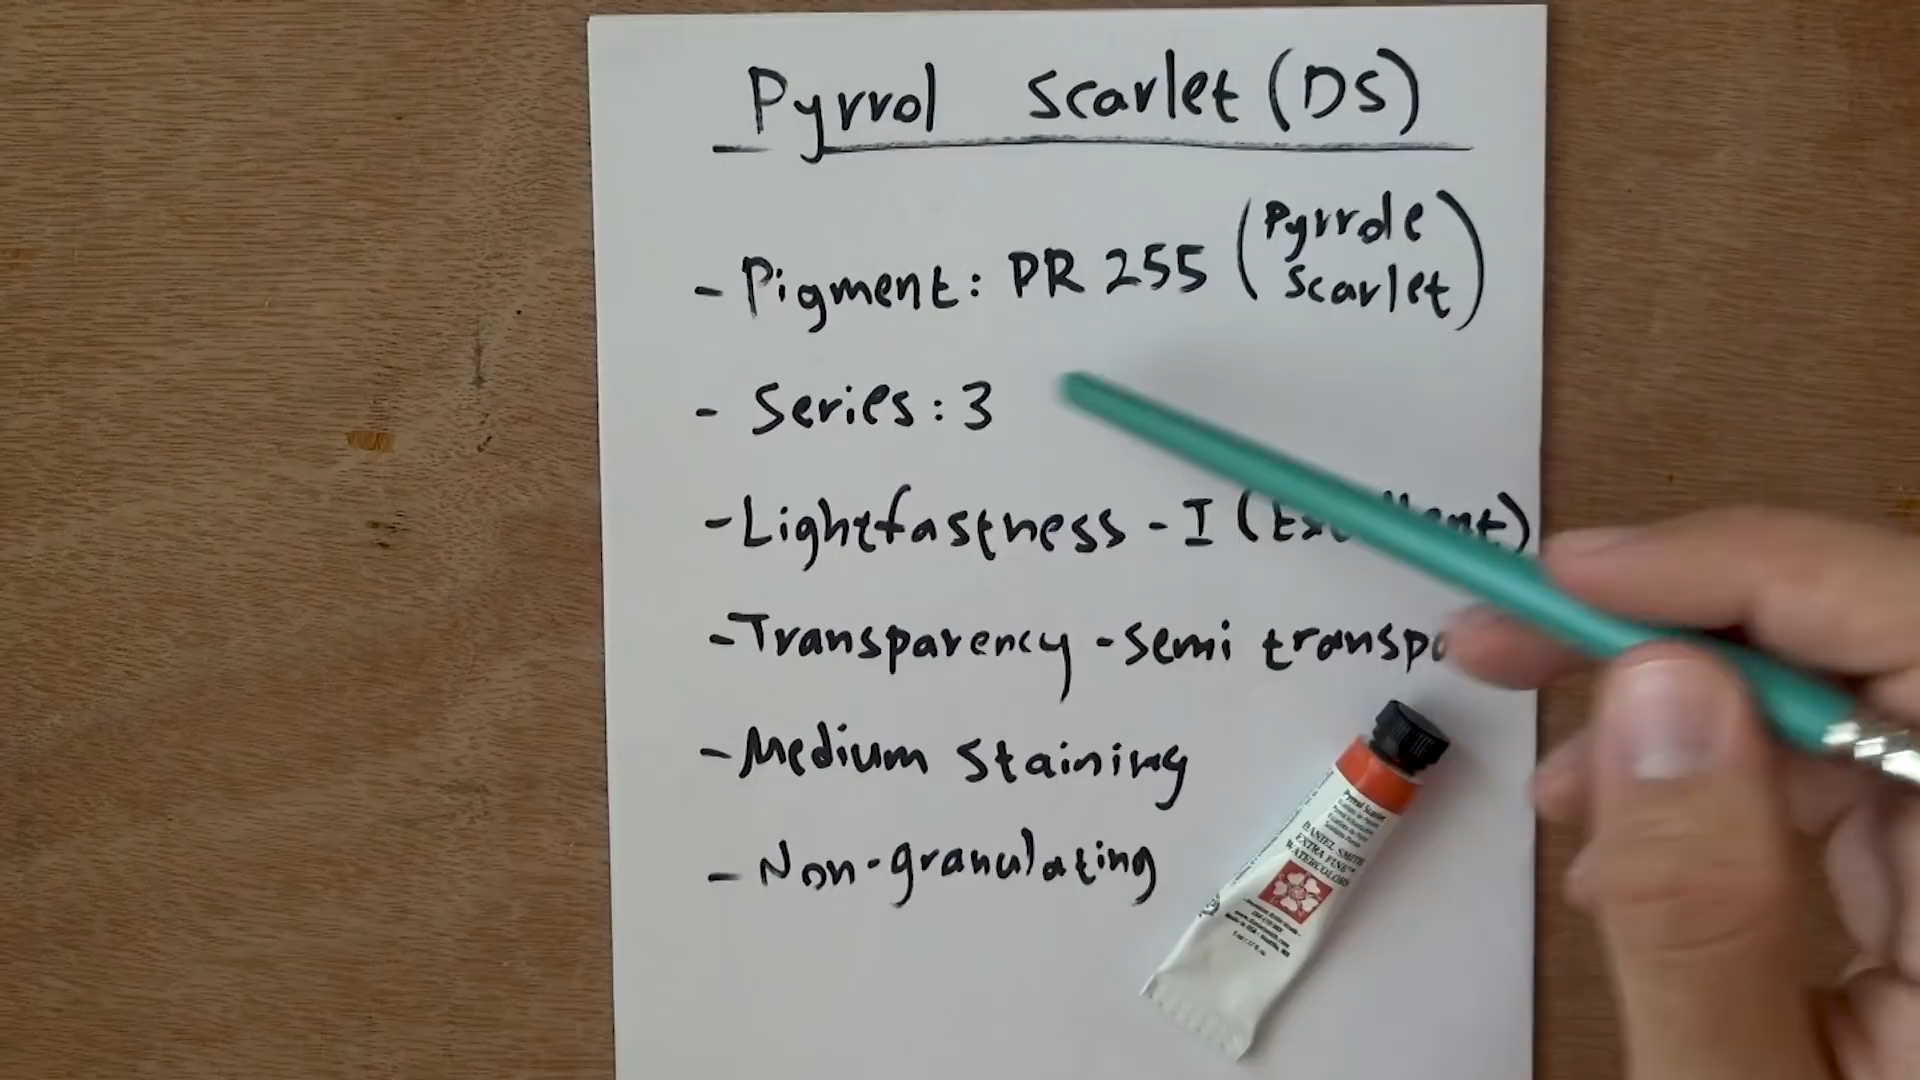 Pyrrol Scarlet (DS)
- Pigment: PR 255 (Pyrrole Scarlet)
- Series: 3
- Lightfastness - I
- Transparency - semi
- Medium Staining
- Non-granulating
Pyrrol Scarlet
DANIEL SMITH
EXTRA FINE™
WATERCOLORS